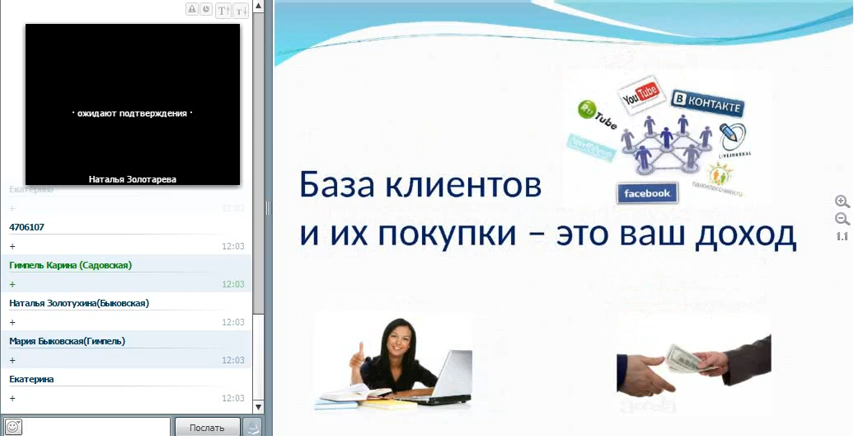 · ожидают подтверждения ·
Наталья Золотарева
Екатерина
+ 12:03
4706107
+ 12:03
Гимпель Карина (Садовская)
+ 12:03
Наталья Золотухина(Быковская)
+ 12:03
Мария Быковская(Гимпель)
+ 12:03
Екатерина
+ 12:03
Послать
YouTube
В КОНТАКТЕ
RuTube
LIVEJOURNAL
facebook
База клиентов
и их покупки – это ваш доход
1:1